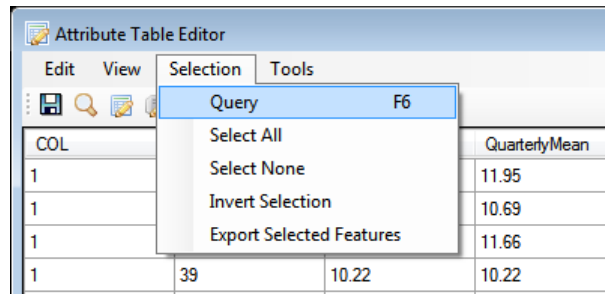 Attribute Table Editor
Edit View Selection Tools
Query F6
Select All
Select None
Invert Selection
Export Selected Features
COL QuarterlyMean
1 11.95
1 10.69
1 11.66
1 39 10.22 10.22